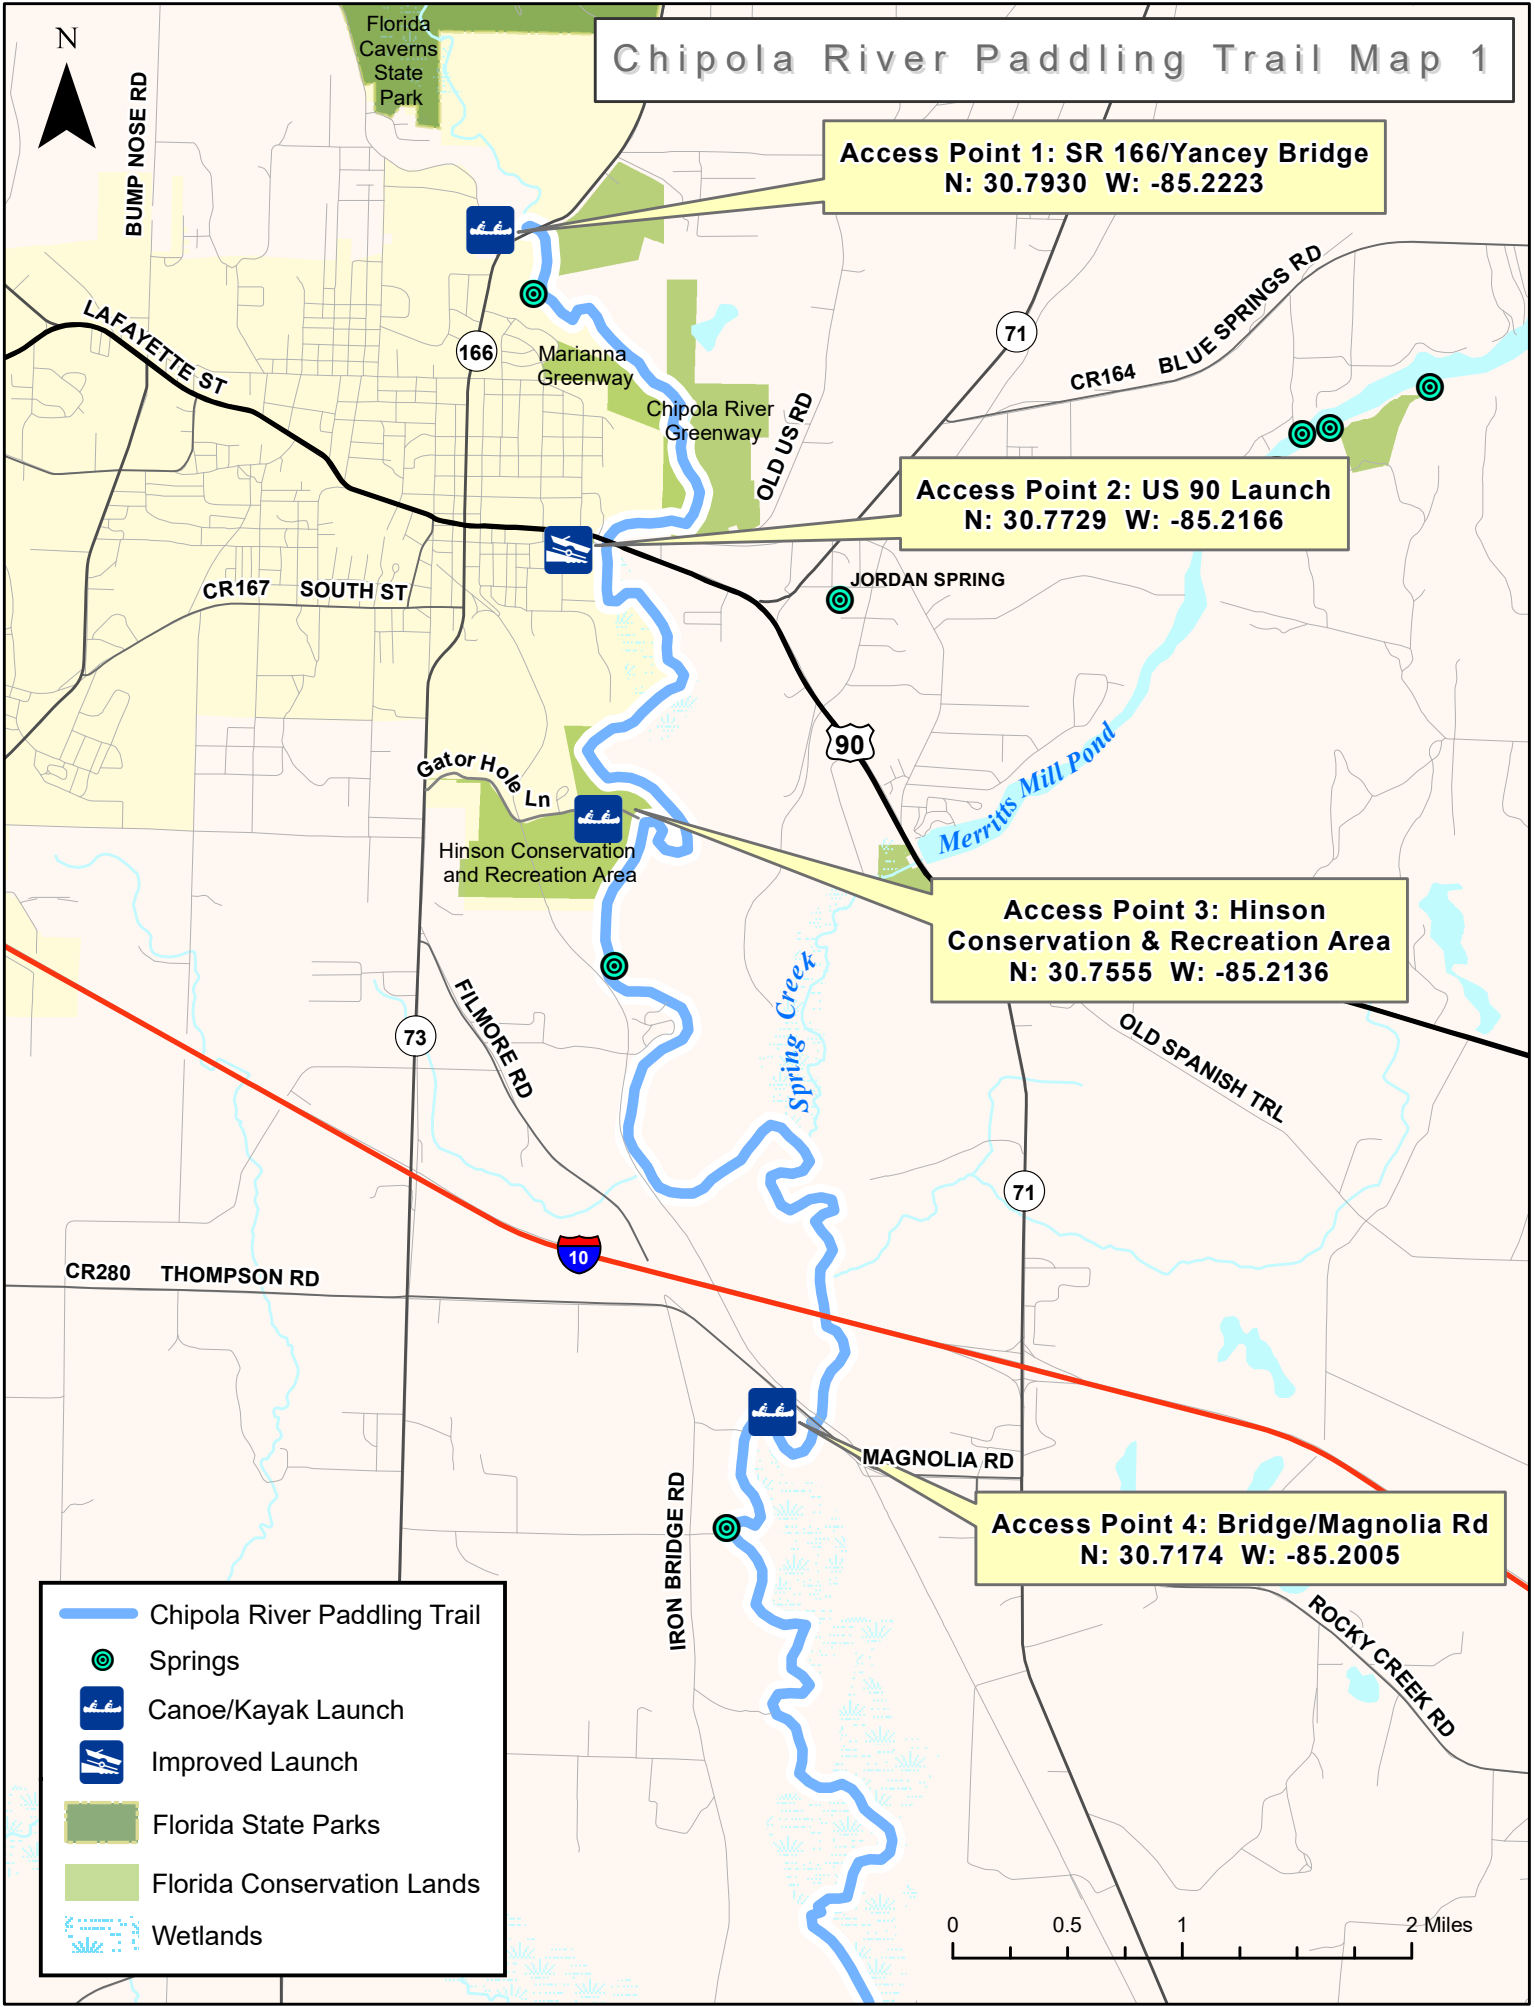 Chipola River Paddling Trail Map 1
N
Florida
Caverns
State
Park
BUMP NOSE RD
Access Point 1: SR 166/Yancey Bridge
N: 30.7930 W: -85.2223
LAFAYETTE ST
166
71
CR164 BLUE SPRINGS RD
Marianna
Greenway
Chipola River
Greenway
OLD US RD
Access Point 2: US 90 Launch
N: 30.7729 W: -85.2166
JORDAN SPRING
CR167 SOUTH ST
90
Gator Hole Ln
Merritts Mill Pond
Hinson Conservation
and Recreation Area
Access Point 3: Hinson
Conservation & Recreation Area
N: 30.7555 W: -85.2136
Spring Creek
FILMORE RD
73
OLD SPANISH TRL
71
10
CR280 THOMPSON RD
MAGNOLIA RD
IRON BRIDGE RD
Access Point 4: Bridge/Magnolia Rd
N: 30.7174 W: -85.2005
ROCKY CREEK RD
Chipola River Paddling Trail
Springs
Canoe/Kayak Launch
Improved Launch
Florida State Parks
Florida Conservation Lands
Wetlands
0 0.5 1 2 Miles